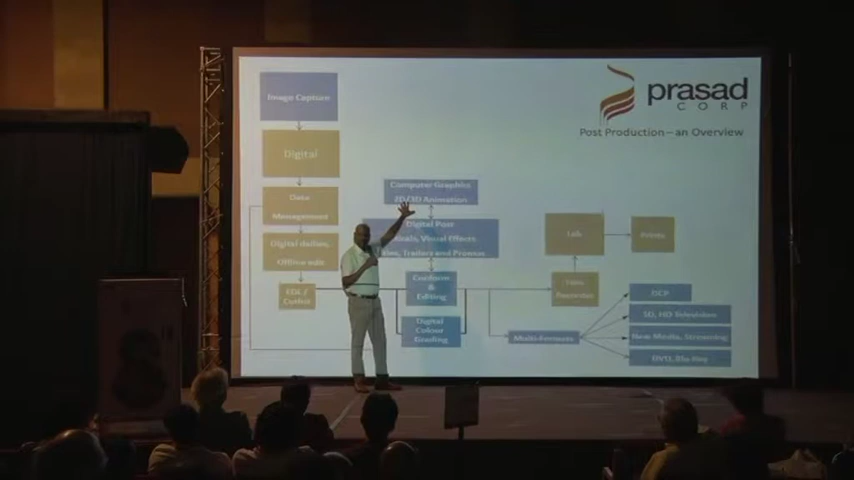 prasad
CORP
Post Production – an Overview
Image Capture
Digital
Data
Management
Digital dailies,
Offline edit
EDL /
Cutlist
Computer Graphics
2D/3D Animation
Digital Post
Visual Effects
Titles, Trailers and Promos
Conform
&
Editing
Digital
Colour
Grading
Lab
Prints
Film
Recorder
Multi-formats
DCP
SD, HD Television
New Media, Streaming
DVD, Blu-Ray